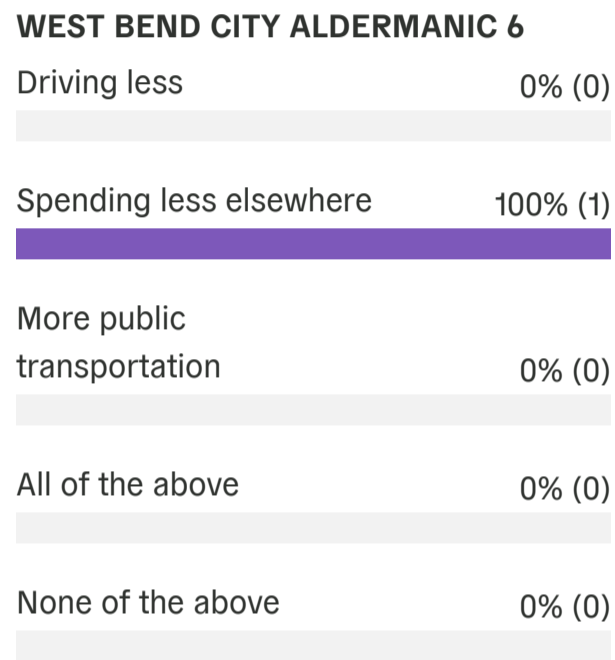 WEST BEND CITY ALDERMANIC 6
Driving less 0% (0)
Spending less elsewhere 100% (1)
More public
transportation 0% (0)
All of the above 0% (0)
None of the above 0% (0)